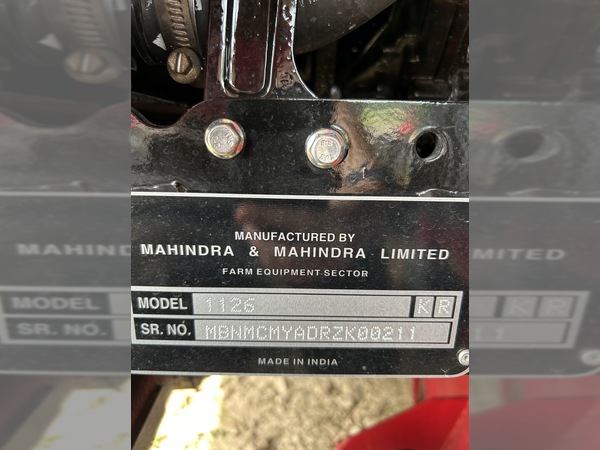 MANUFACTURED BY
MAHINDRA & MAHINDRA LIMITED
FARM EQUIPMENT SECTOR
MODEL 1126 K R
SR. NO. MBNMCMYADRZK00211
MADE IN INDIA